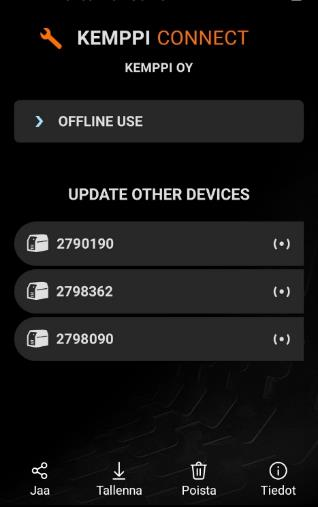 KEMPPI CONNECT
KEMPPI OY
OFFLINE USE
UPDATE OTHER DEVICES
2790190
2798362
2798090
Jaa Tallenna Poista Tiedot